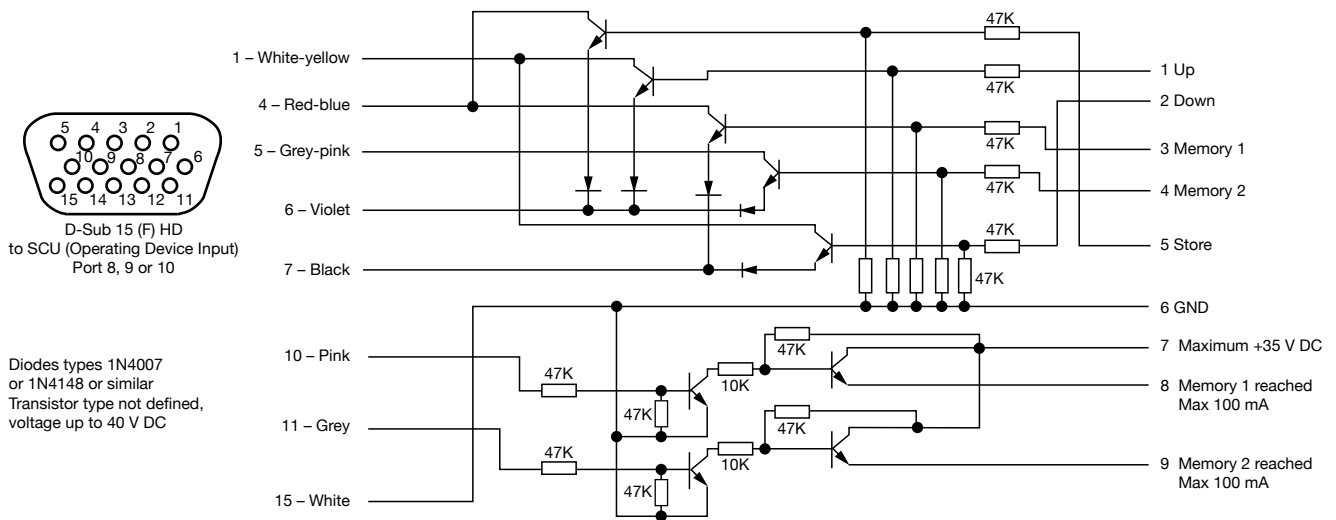 5 4 3 2 1
10 9 8 7 6
15 14 13 12 11
D-Sub 15 (F) HD
to SCU (Operating Device Input)
Port 8, 9 or 10
Diodes types 1N4007
or 1N4148 or similar
Transistor type not defined,
voltage up to 40 V DC
1 – White-yellow
4 – Red-blue
5 – Grey-pink
6 – Violet
7 – Black
10 – Pink
11 – Grey
15 – White
47K
47K
47K
47K
47K
47K
47K
47K
10K
47K
47K
47K
10K
47K
1 Up
2 Down
3 Memory 1
4 Memory 2
5 Store
6 GND
7 Maximum +35 V DC
8 Memory 1 reached
Max 100 mA
9 Memory 2 reached
Max 100 mA